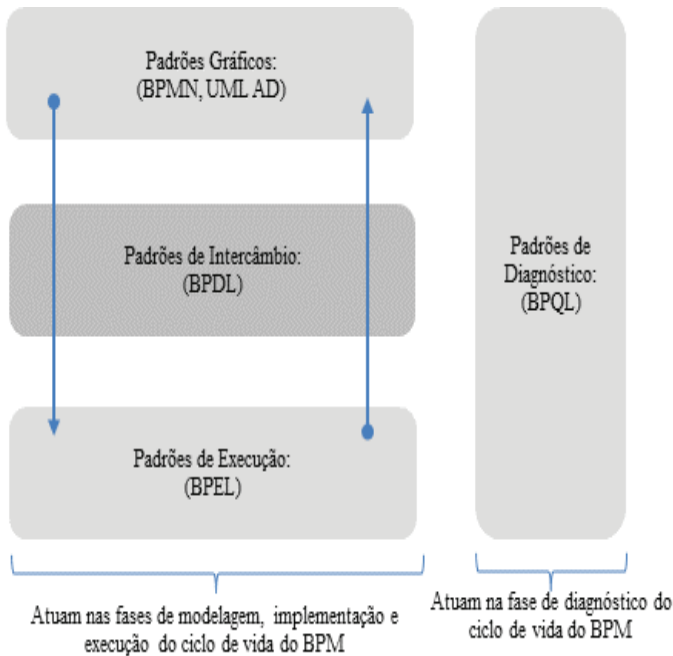 Padrões Gráficos:
(BPMN, UML AD)
Padrões de Intercâmbio:
(BPDL)
Padrões de Execução:
(BPEL)
Padrões de
Diagnóstico:
(BPQL)
Atuam nas fases de modelagem, implementação e
execução do ciclo de vida do BPM
Atuam na fase de diagnóstico do
ciclo de vida do BPM